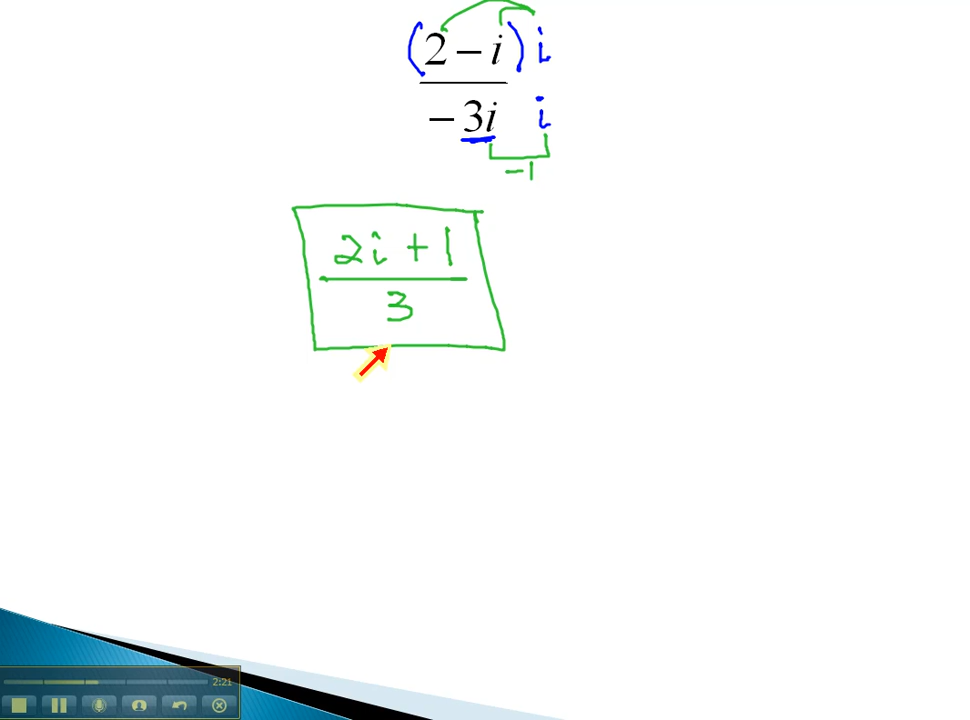 (2 − i) i
− 3i i
−1
2i + 1
3
2:21